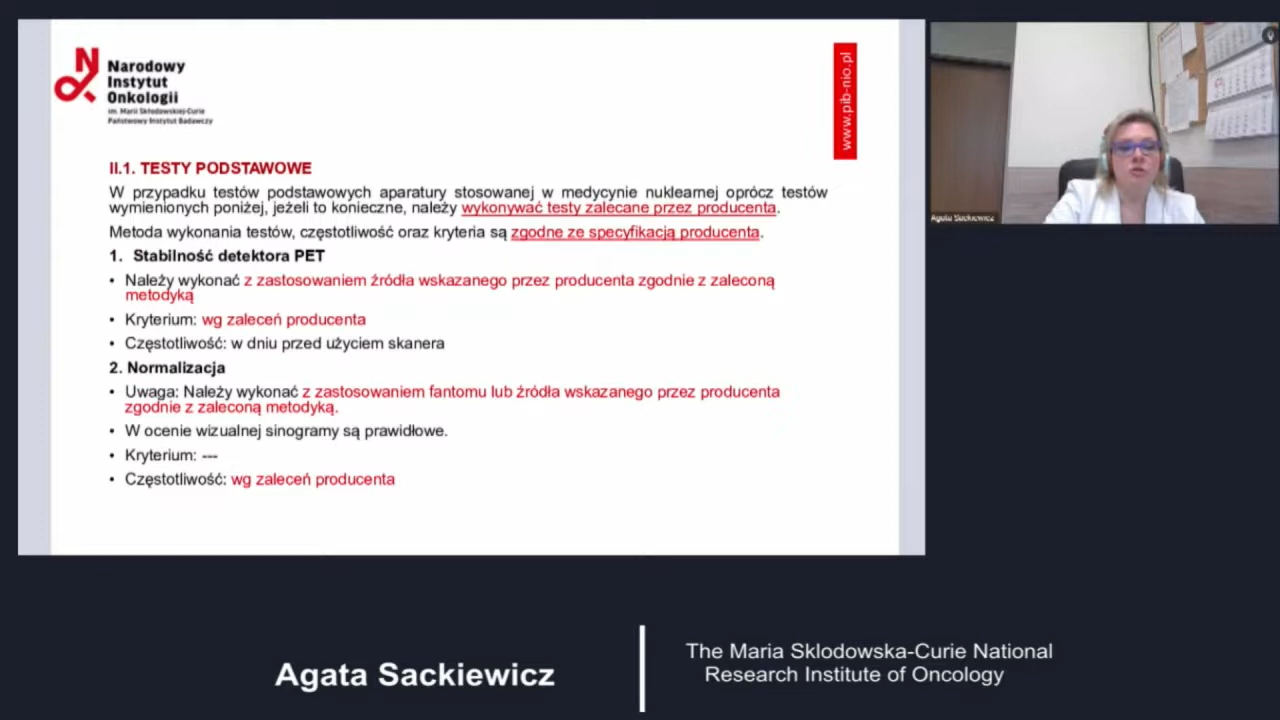 Narodowy
Instytut
Onkologii
im. Marii Skłodowskiej-Curie
Państwowy Instytut Badawczy
www.pib-nio.pl
II.1. TESTY PODSTAWOWE
W przypadku testów podstawowych aparatury stosowanej w medycynie nuklearnej oprócz testów
wymienionych poniżej, jeżeli to konieczne, należy wykonywać testy zalecane przez producenta.
Metoda wykonania testów, częstotliwość oraz kryteria są zgodne ze specyfikacją producenta.
1. Stabilność detektora PET
• Należy wykonać z zastosowaniem źródła wskazanego przez producenta zgodnie z zaleconą
metodyką
• Kryterium: wg zaleceń producenta
• Częstotliwość: w dniu przed użyciem skanera
2. Normalizacja
• Uwaga: Należy wykonać z zastosowaniem fantomu lub źródła wskazanego przez producenta
zgodnie z zaleconą metodyką.
• W ocenie wizualnej sinogramy są prawidłowe.
• Kryterium: ---
• Częstotliwość: wg zaleceń producenta
Agata Sackiewicz
Agata Sackiewicz
The Maria Sklodowska-Curie National
Research Institute of Oncology